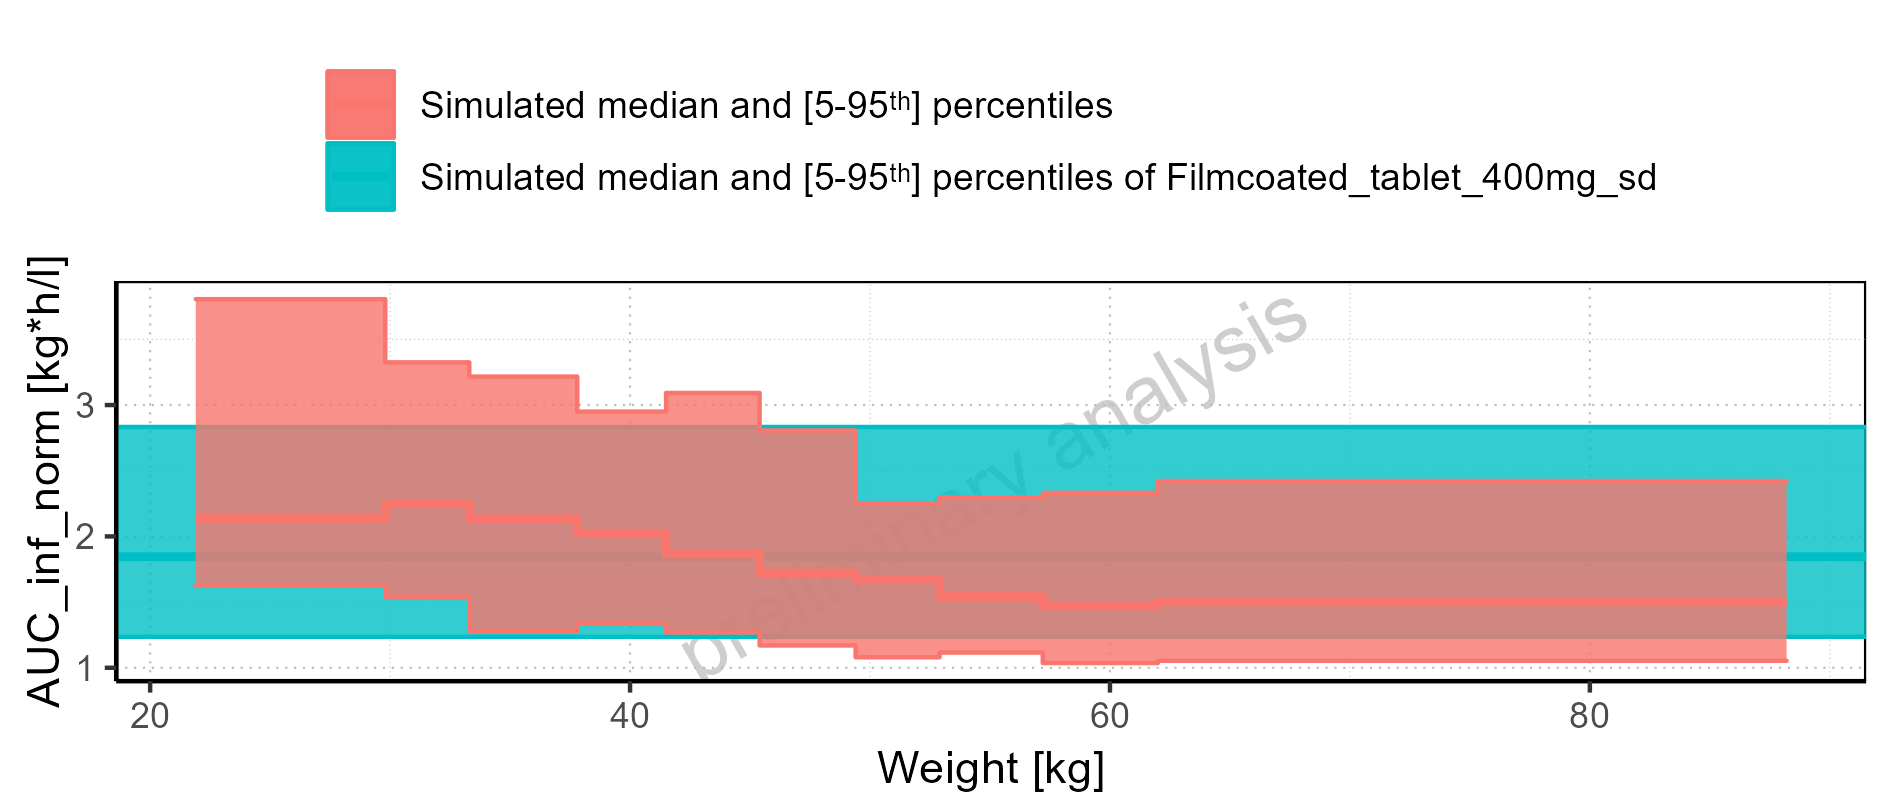 Simulated median and [5-95th] percentiles
Simulated median and [5-95th] percentiles of Filmcoated_tablet_400mg_sd
AUC_inf_norm [kg*h/l]
3
2
1
preliminary analysis
20 40 60 80
Weight [kg]